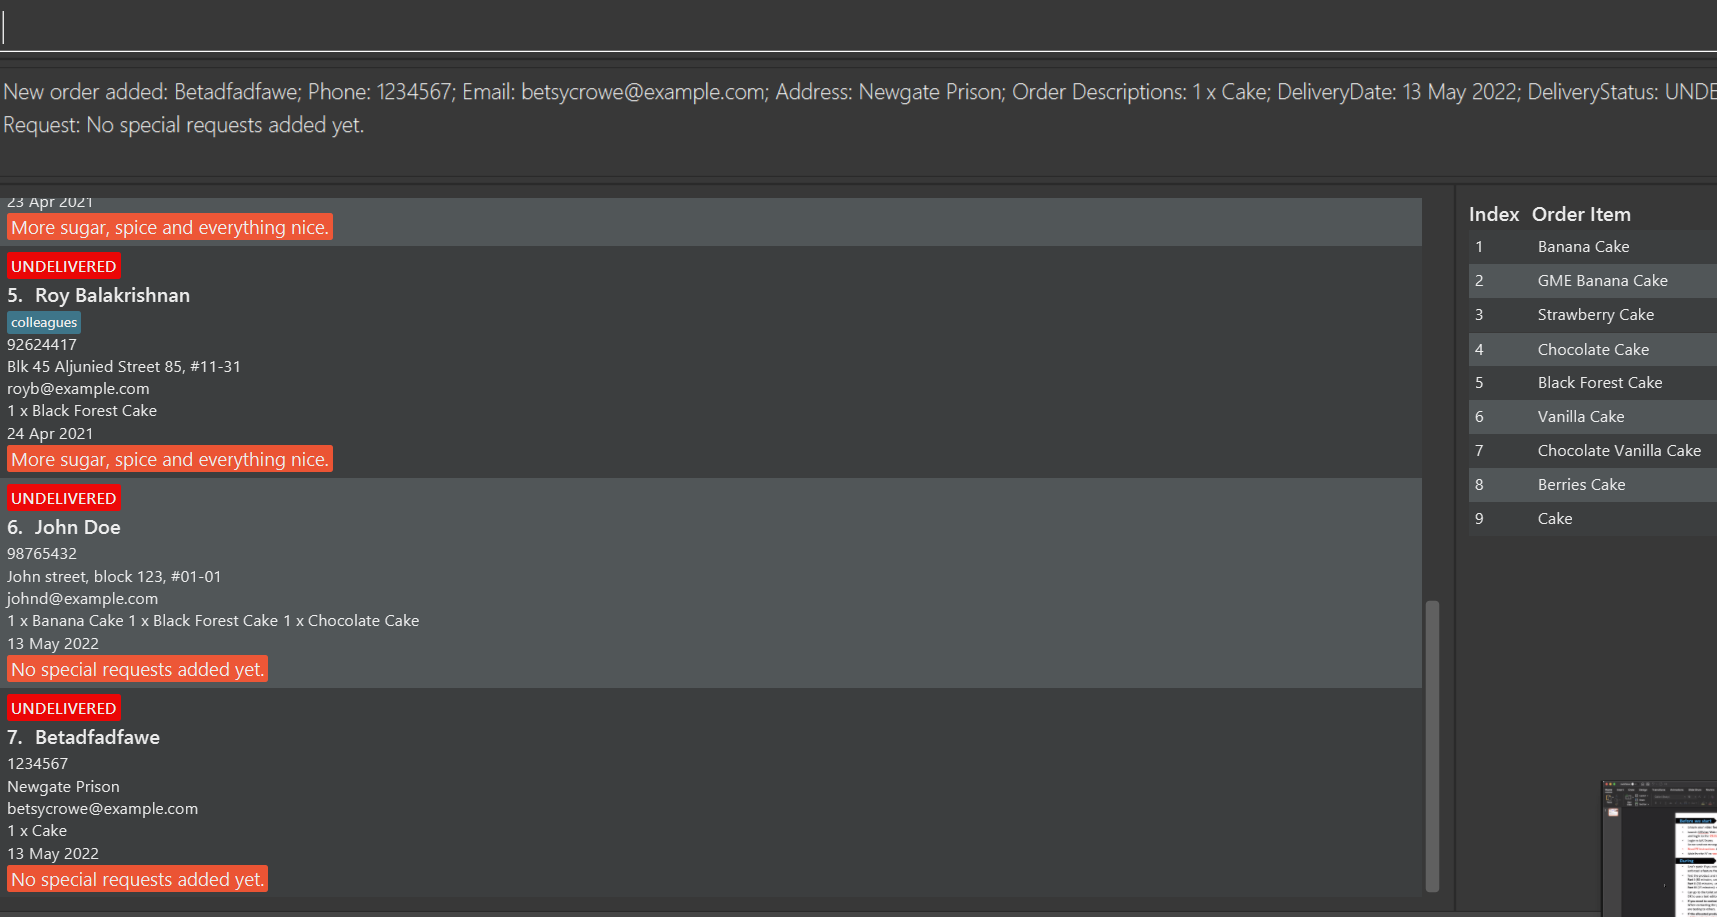 New order added: Betadfadfawe; Phone: 1234567; Email: betsycrowe@example.com; Address: Newgate Prison; Order Descriptions: 1 x Cake; DeliveryDate: 13 May 2022; DeliveryStatus: UNDE
Request: No special requests added yet.
23 Apr 2021
More sugar, spice and everything nice.
UNDELIVERED
5. Roy Balakrishnan
colleagues
92624417
Blk 45 Aljunied Street 85, #11-31
royb@example.com
1 x Black Forest Cake
24 Apr 2021
More sugar, spice and everything nice.
UNDELIVERED
6. John Doe
98765432
John street, block 123, #01-01
johnd@example.com
1 x Banana Cake 1 x Black Forest Cake 1 x Chocolate Cake
13 May 2022
No special requests added yet.
UNDELIVERED
7. Betadfadfawe
1234567
Newgate Prison
betsycrowe@example.com
1 x Cake
13 May 2022
No special requests added yet.
Index Order Item
1 Banana Cake
2 GME Banana Cake
3 Strawberry Cake
4 Chocolate Cake
5 Black Forest Cake
6 Vanilla Cake
7 Chocolate Vanilla Cake
8 Berries Cake
9 Cake